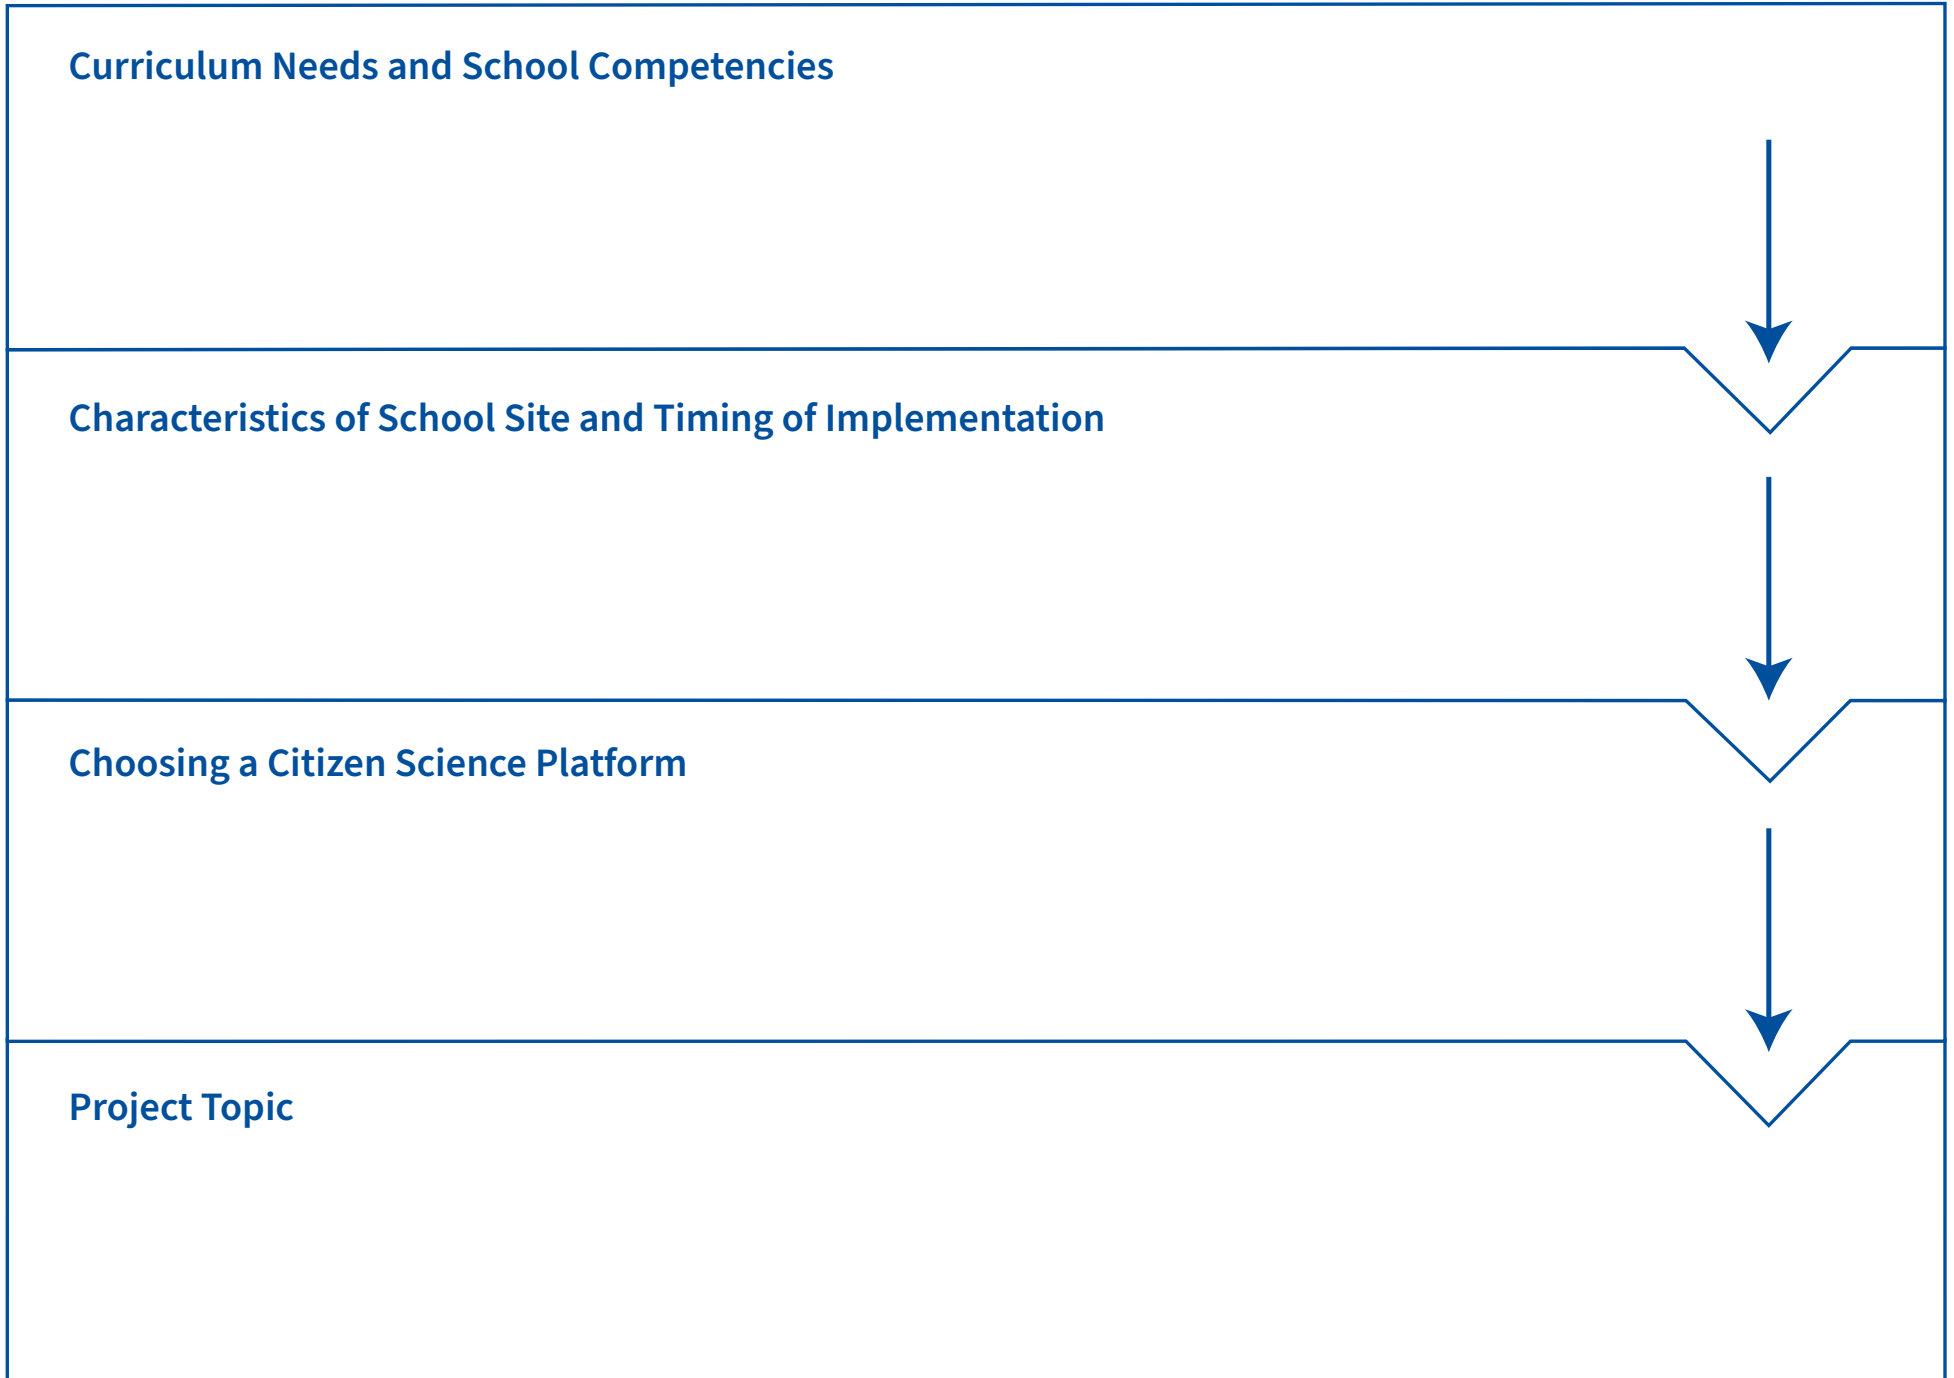 Curriculum Needs and School Competencies
Characteristics of School Site and Timing of Implementation
Choosing a Citizen Science Platform
Project Topic